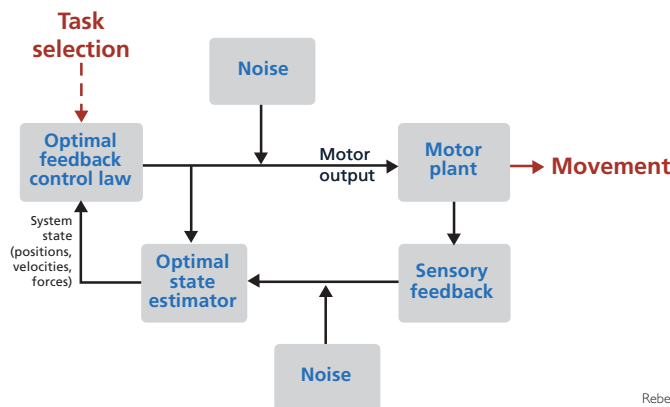 Task
selection
Noise
Optimal
feedback
control law
Motor
output
Motor
plant
Movement
System
state
(positions,
velocities,
forces)
Optimal
state
estimator
Sensory
feedback
Noise
Rebe